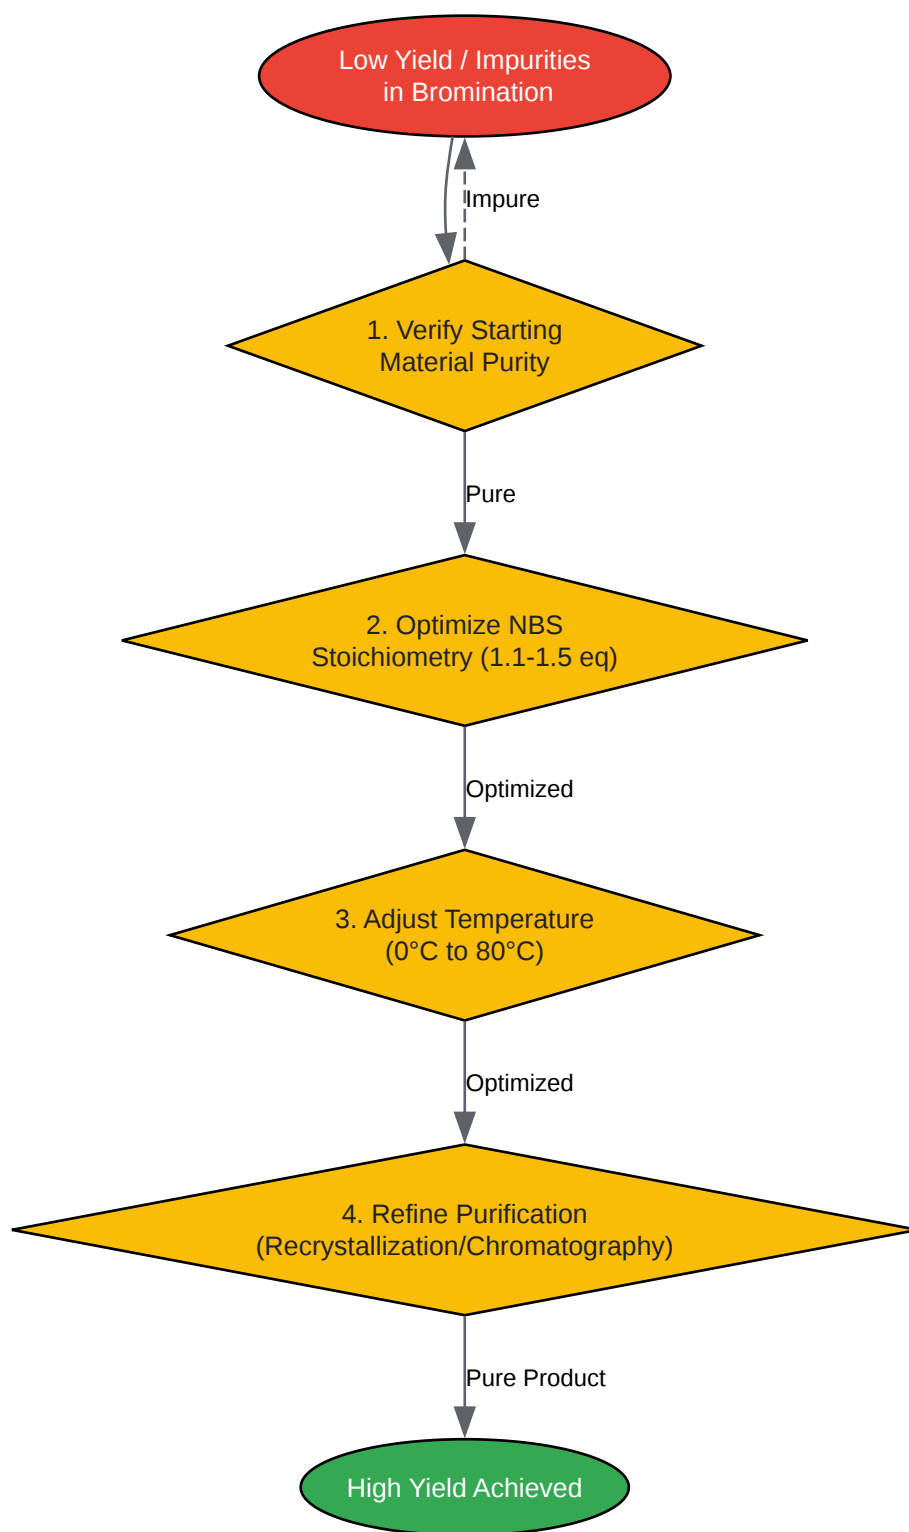 Low Yield / Impurities
in Bromination
Impure
1. Verify Starting
Material Purity
Pure
2. Optimize NBS
Stoichiometry (1.1-1.5 eq)
Optimized
3. Adjust Temperature
(0°C to 80°C)
Optimized
4. Refine Purification
(Recrystallization/Chromatography)
Pure Product
High Yield Achieved